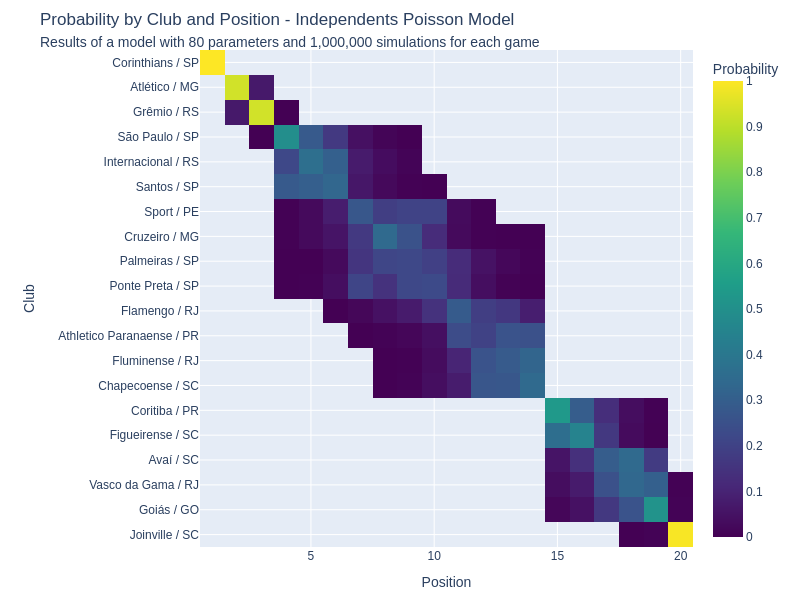 Probability by Club and Position - Independents Poisson Model
Results of a model with 80 parameters and 1,000,000 simulations for each game
Probability
Corinthians / SP
Atlético / MG
Grêmio / RS
São Paulo / SP
Internacional / RS
Santos / SP
Sport / PE
Cruzeiro / MG
Palmeiras / SP
Ponte Preta / SP
Flamengo / RJ
Athletico Paranaense / PR
Fluminense / RJ
Chapecoense / SC
Coritiba / PR
Figueirense / SC
Avaí / SC
Vasco da Gama / RJ
Goiás / GO
Joinville / SC
Club
5
10
15
20
Position
1
0.9
0.8
0.7
0.6
0.5
0.4
0.3
0.2
0.1
0